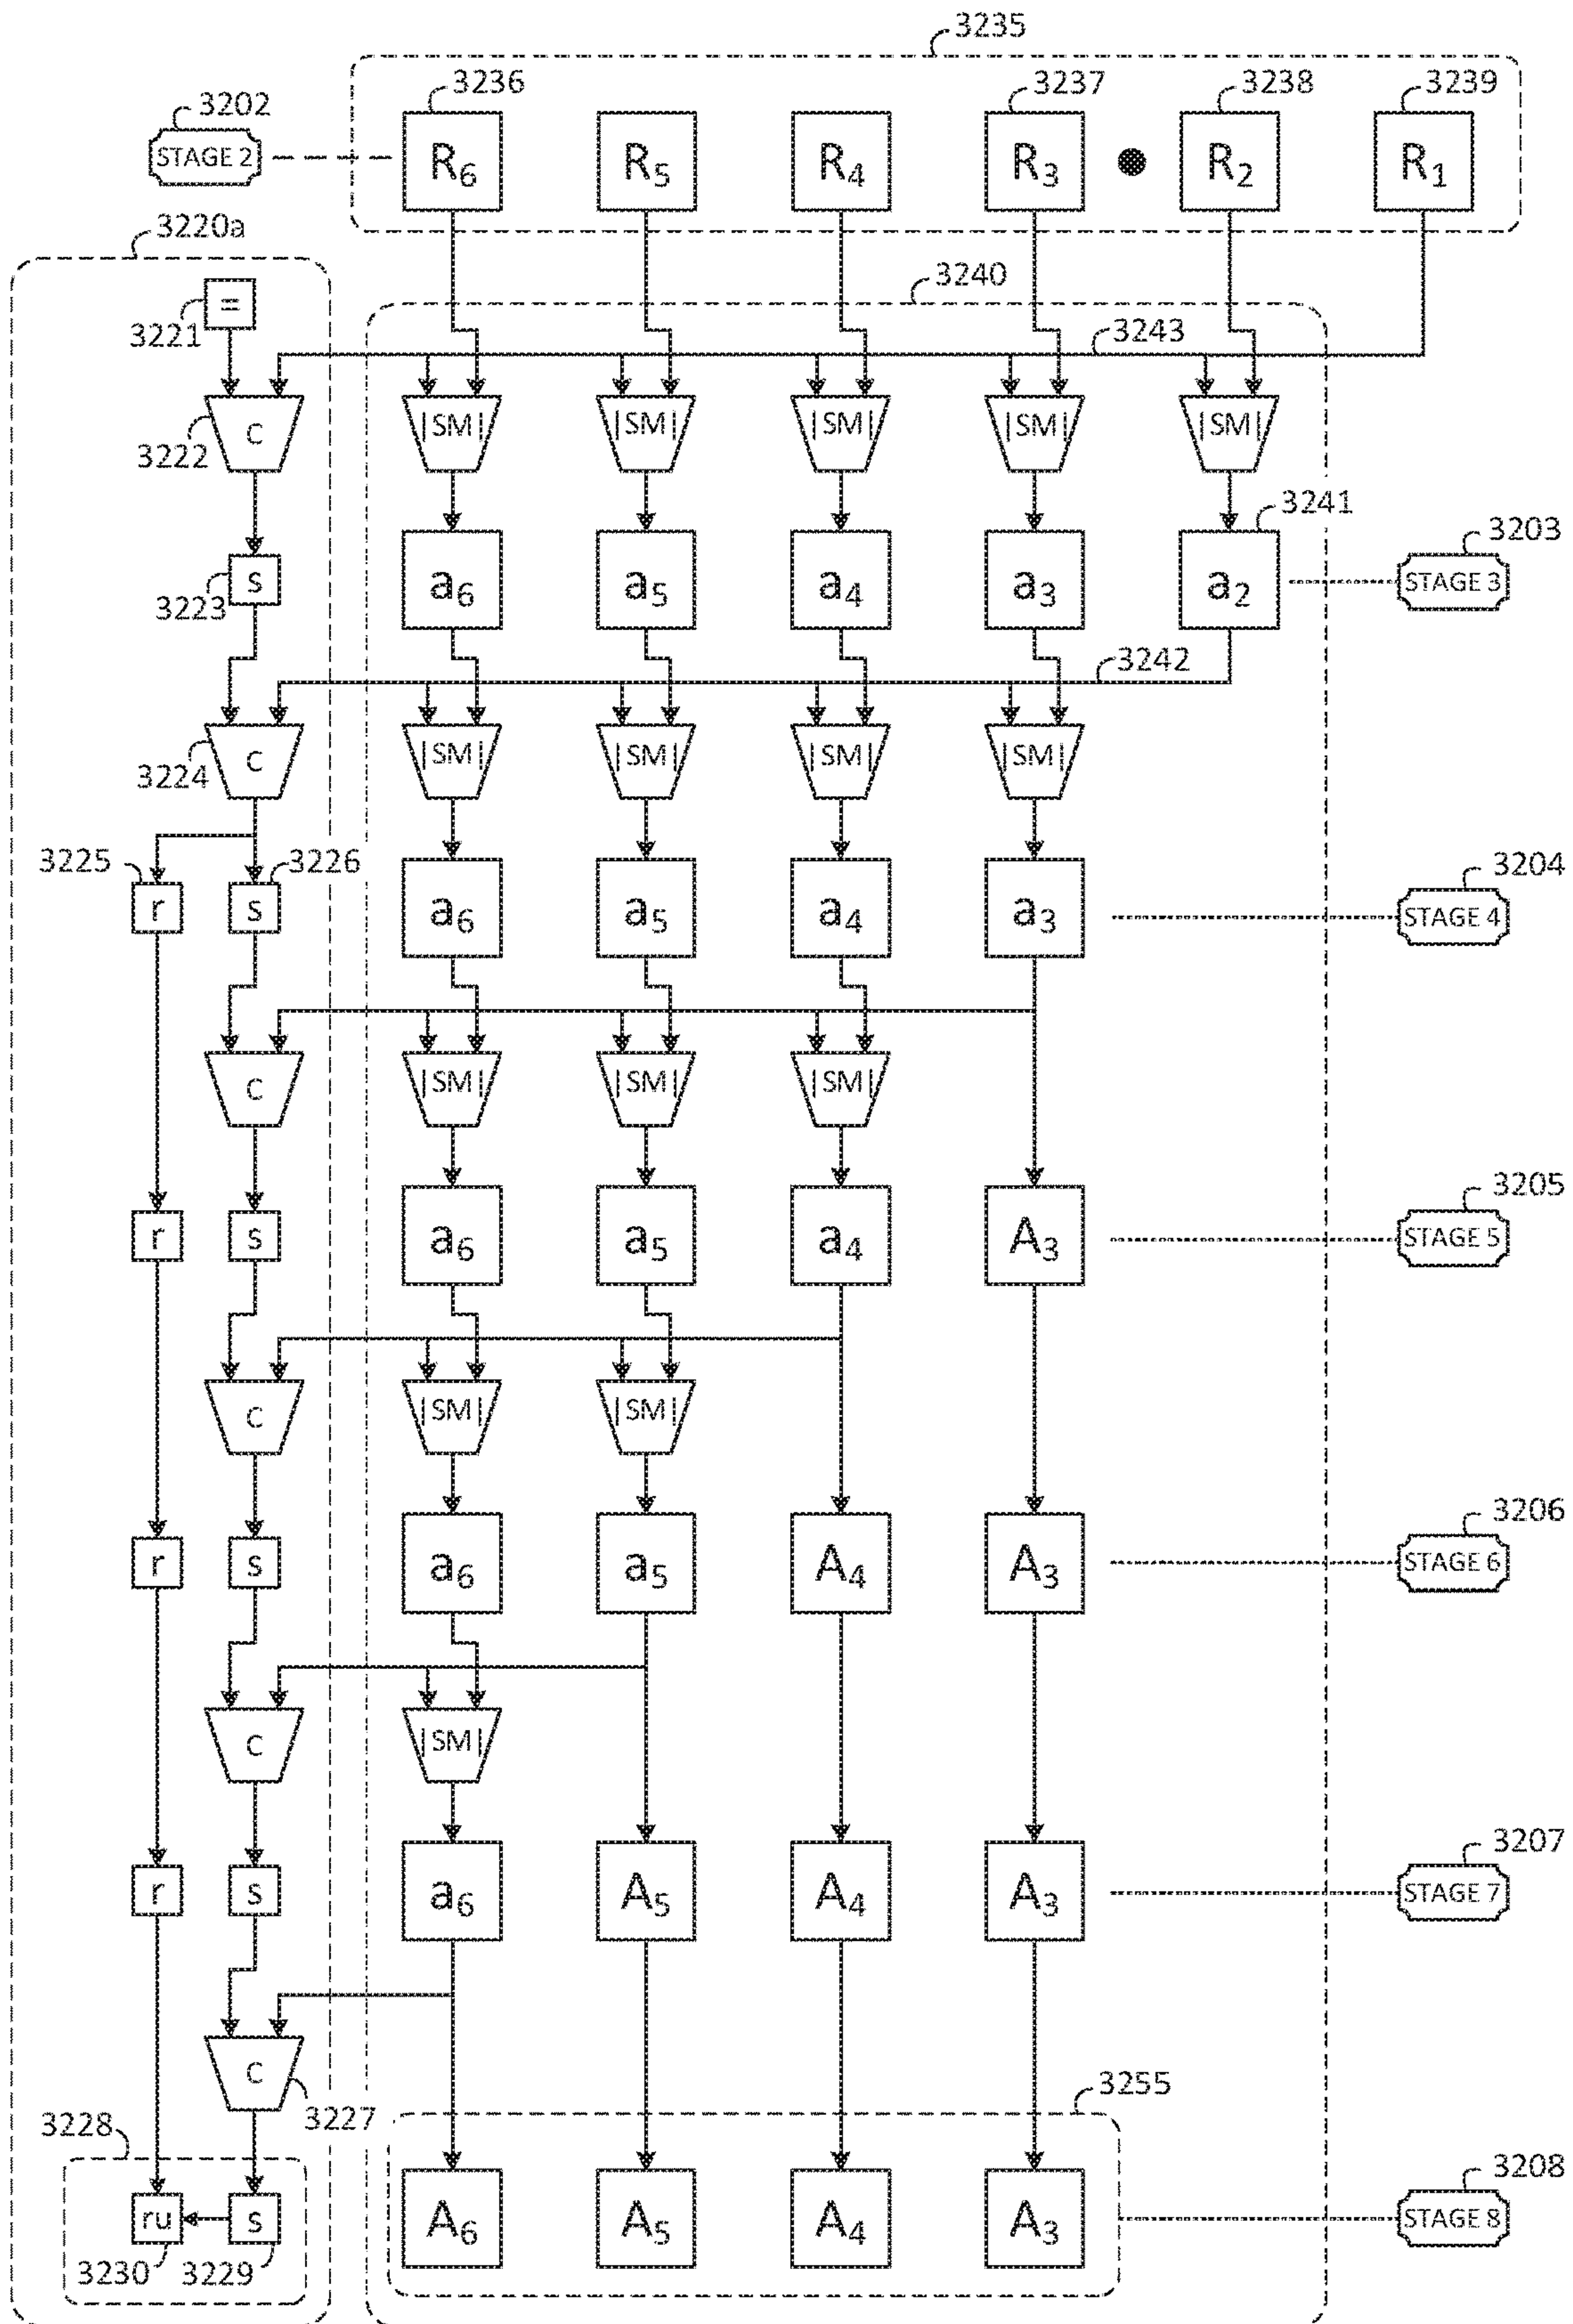 3235
3236 3237 3238 3239
3202
STAGE 2 R6 R5 R4 R3 R2 R1
3220a
3240
=
3221
3243
C |SM| |SM| |SM| |SM| |SM|
3222
3241
3203
s a6 a5 a4 a3 a2 STAGE 3
3223
3242
C |SM| |SM| |SM| |SM|
3224
3225 3226
3204
r s a6 a5 a4 a3 STAGE 4
C |SM| |SM| |SM|
3205
r s a6 a5 a4 A3 STAGE 5
C |SM| |SM|
3206
r s a6 a5 A4 A3 STAGE 6
C |SM|
3207
r s a6 A5 A4 A3 STAGE 7
C
3227
3255
3228
3208
ru s A6 A5 A4 A3 STAGE 8
3230 3229